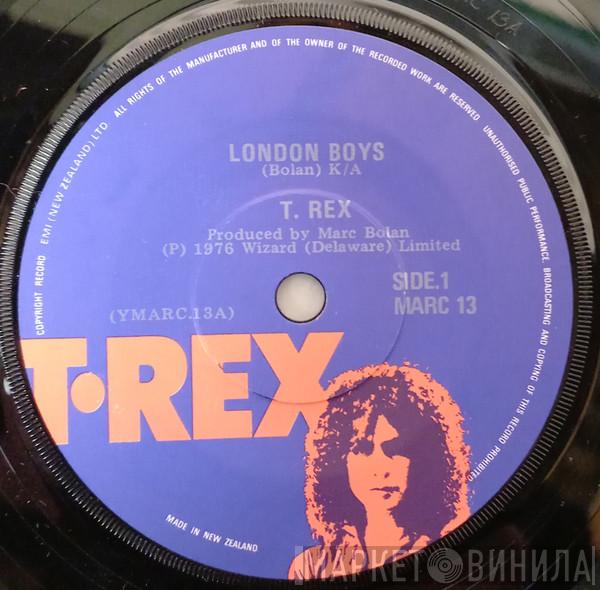 COPYRIGHT RECORD EMI (NEW ZEALAND) LTD ALL RIGHTS OF THE MANUFACTURER AND OF THE OWNER OF THE RECORDED WORK ARE RESERVED UNAUTHORISED PUBLIC PERFORMANCE, BROADCASTING AND COPYING OF THIS RECORD PROHIBITED
13A
LONDON BOYS
(Bolan) K/A
T. REX
Produced by Marc Bolan
(P) 1976 Wizard (Delaware) Limited
SIDE.1
MARC 13
(YMARC.13A)
T•REX
MADE IN NEW ZEALAND
МАРКЕТ ВИНИЛА